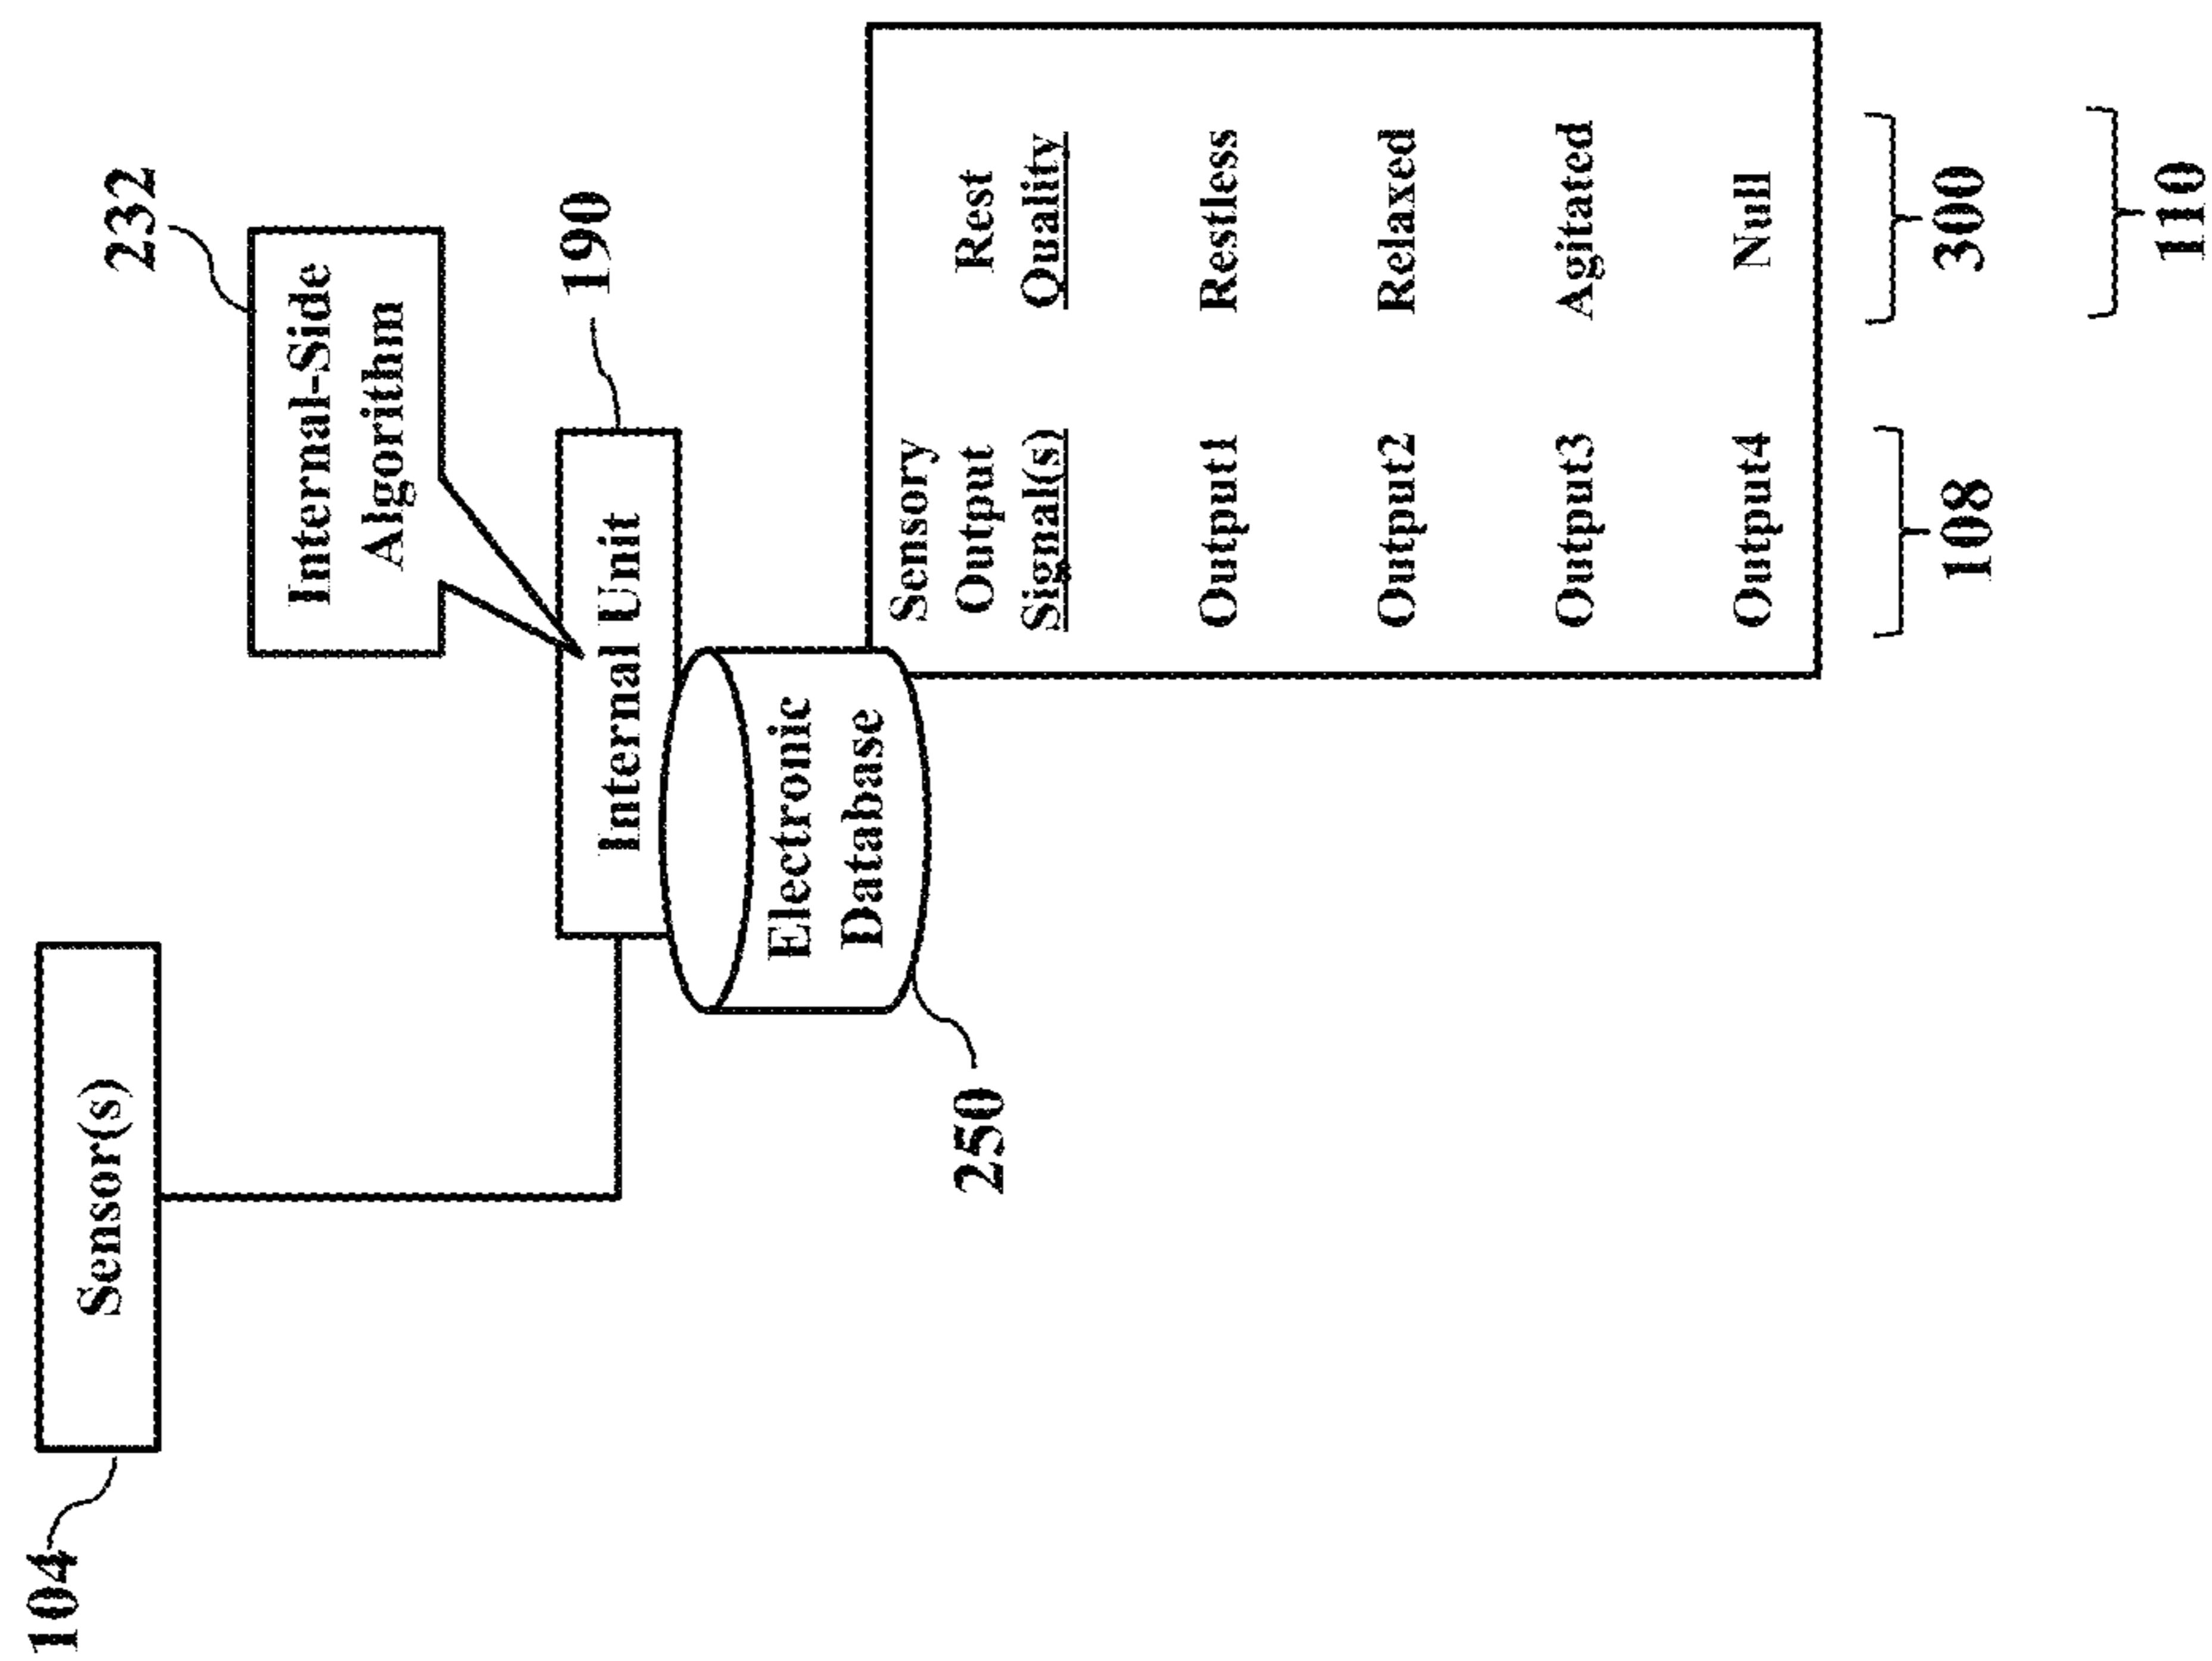 104
Sensor(s)
232
Internal-Side
Algorithm
190
Internal Unit
Electronic
Database
250
Sensory
Output
Signal(s)
Rest
Quality
Output1 Restless
Output2 Relaxed
Output3 Agitated
Output4 Null
108
300
110